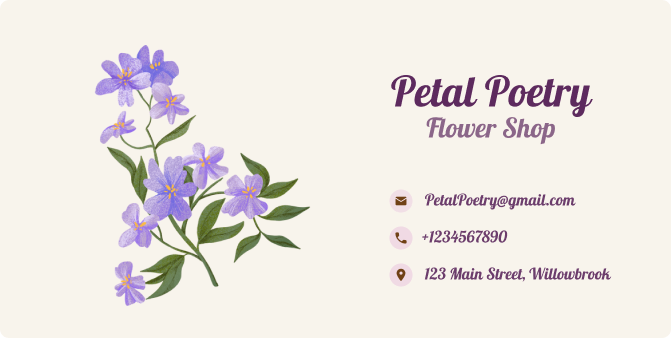 Petal Poetry
Flower Shop
PetalPoetry@gmail.com
+1234567890
123 Main Street, Willowbrook